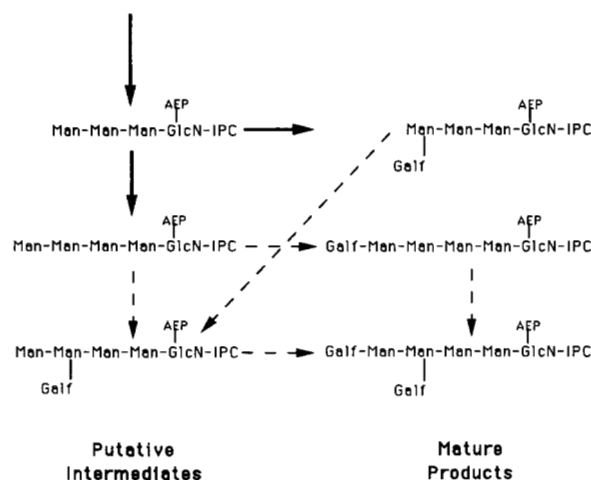 AEP
Man-Man-Man-GlcN-IPC
AEP
Man-Man-Man-GlcN-IPC
Galf
AEP
Man-Man-Man-Man-GlcN-IPC
AEP
Galf-Man-Man-Man-Man-GlcN-IPC
AEP
Man-Man-Man-Man-GlcN-IPC
Galf
AEP
Galf-Man-Man-Man-Man-GlcN-IPC
Galf
Putative
Intermediates
Mature
Products